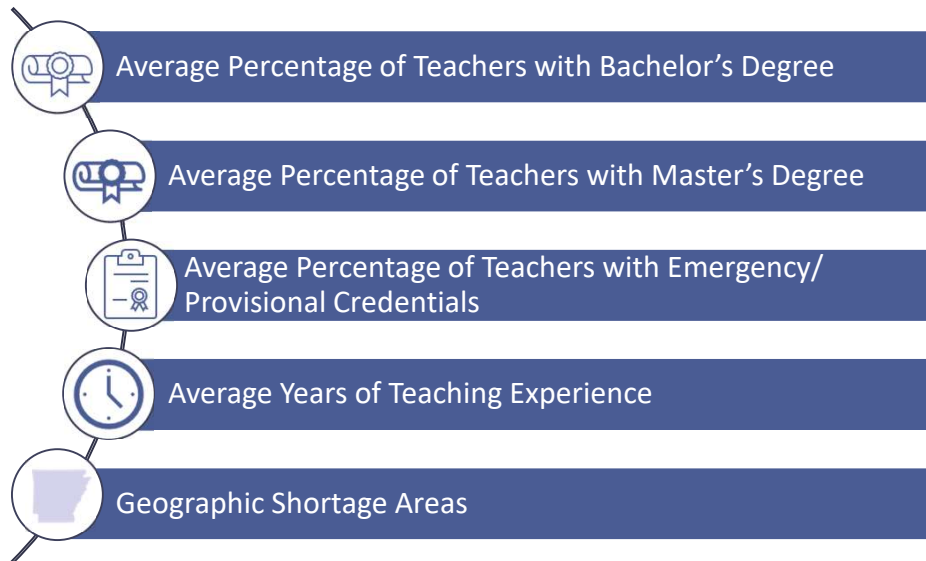 Average Percentage of Teachers with Bachelor’s Degree
Average Percentage of Teachers with Master’s Degree
Average Percentage of Teachers with Emergency/
Provisional Credentials
Average Years of Teaching Experience
Geographic Shortage Areas